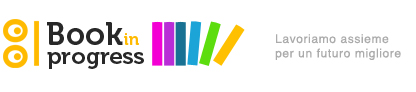 Book in
progress
Lavoriamo assieme
per un futuro migliore